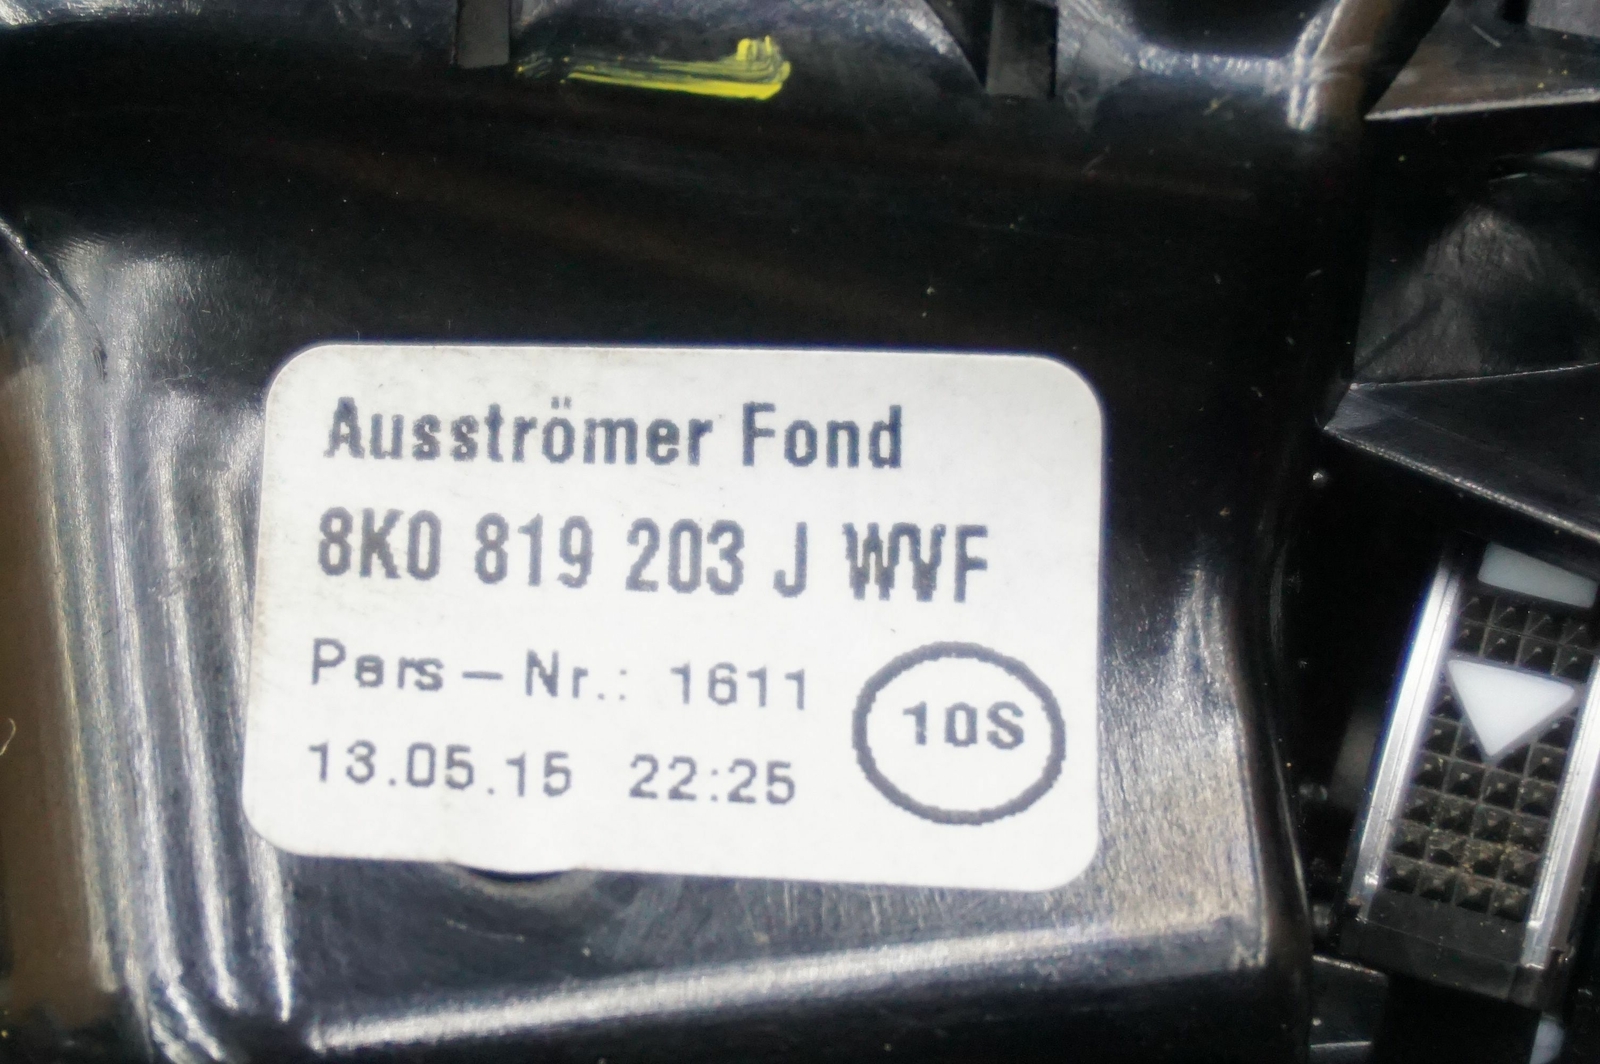 Ausströmer Fond
8K0 819 203 J WVF
Pers-Nr.: 1611
10S
13.05.15 22:25